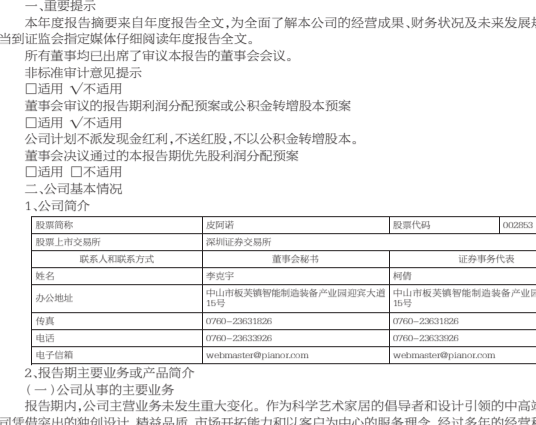 一、重要提示
本年度报告摘要来自年度报告全文,为全面了解本公司的经营成果、财务状况及未来发展规
当到证监会指定媒体仔细阅读年度报告全文。
所有董事均已出席了审议本报告的董事会会议。
非标准审计意见提示
□适用 √不适用
董事会审议的报告期利润分配预案或公积金转增股本预案
□适用 √不适用
公司计划不派发现金红利,不送红股,不以公积金转增股本。
董事会决议通过的本报告期优先股利润分配预案
□适用 □不适用
二、公司基本情况
1、公司简介
股票简称 皮阿诺 股票代码 002853
股票上市交易所 深圳证券交易所
联系人和联系方式 董事会秘书 证券事务代表
姓名 李克宇 柯倩
办公地址 中山市板芙镇智能制造装备产业园迎宾大道15号 中山市板芙镇智能制造装备产业园 15号
传真 0760-23631826 0760-23631826
电话 0760-23633926 0760-23633926
电子信箱 webmaster@pianor.com webmaster@pianor.com
2、报告期主要业务或产品简介
(一)公司从事的主要业务
报告期内,公司主营业务未发生重大变化。作为科学艺术家居的倡导者和设计引领的中高端
司凭借突出的独创设计、精益品质、市场开拓能力和以客户为中心的服务理念,经过多年的经营积